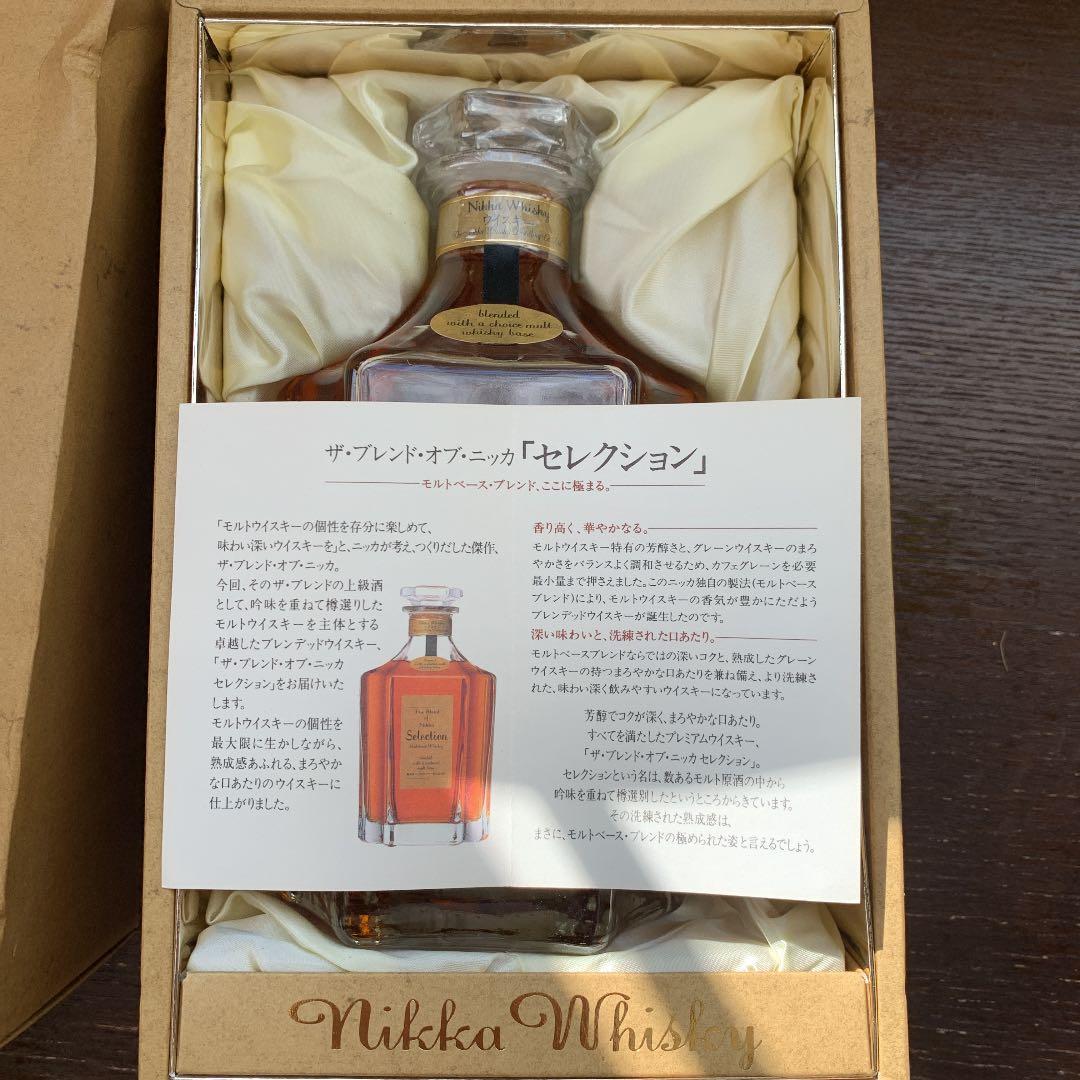 Nikka Whisky
ウイスキー
blended
with a choice malt
whisky base
ザ・ブレンド・オブ・ニッカ「セレクション」
モルトベース・ブレンド、ここに極まる。
「モルトウイスキーの個性を存分に楽しめて、
味わい深いウイスキーを」と、ニッカが考え、つくりだした傑作、
ザ・ブレンド・オブ・ニッカ。
今回、そのザ・ブレンドの上級酒
として、吟味を重ねて樽選りした
モルトウイスキーを主体とする
卓越したブレンデッドウイスキー、
「ザ・ブレンド・オブ・ニッカ
セレクション」をお届けいた
します。
モルトウイスキーの個性を
最大限に生かしながら、
熟成感あふれる、まろやか
な口あたりのウイスキーに
仕上がりました。
The Blend
of
Nikka
Selection
香り高く、華やかなる。
モルトウイスキー特有の芳醇さと、グレーンウイスキーのまろ
やかさをバランスよく調和させるため、カフェグレーンを必要
最小量まで押さえました。このニッカ独自の製法(モルトベース
ブレンド)により、モルトウイスキーの香気が豊かにただよう
ブレンデッドウイスキーが誕生したのです。
深い味わいと、洗練された口あたり。
モルトベースブレンドならではの深いコクと、熟成したグレーン
ウイスキーの持つまろやかな口あたりを兼ね備え、より洗練さ
れた、味わい深く飲みやすいウイスキーになっています。
芳醇でコクが深く、まろやかな口あたり。
すべてを満たしたプレミアムウイスキー、
「ザ・ブレンド・オブ・ニッカ セレクション」。
セレクションという名は、数あるモルト原酒の中から
吟味を重ねて樽選別したというところからきています。
その洗練された熟成感は、
まさに、モルトベース・ブレンドの極められた姿と言えるでしょう。
Nikka Whisky